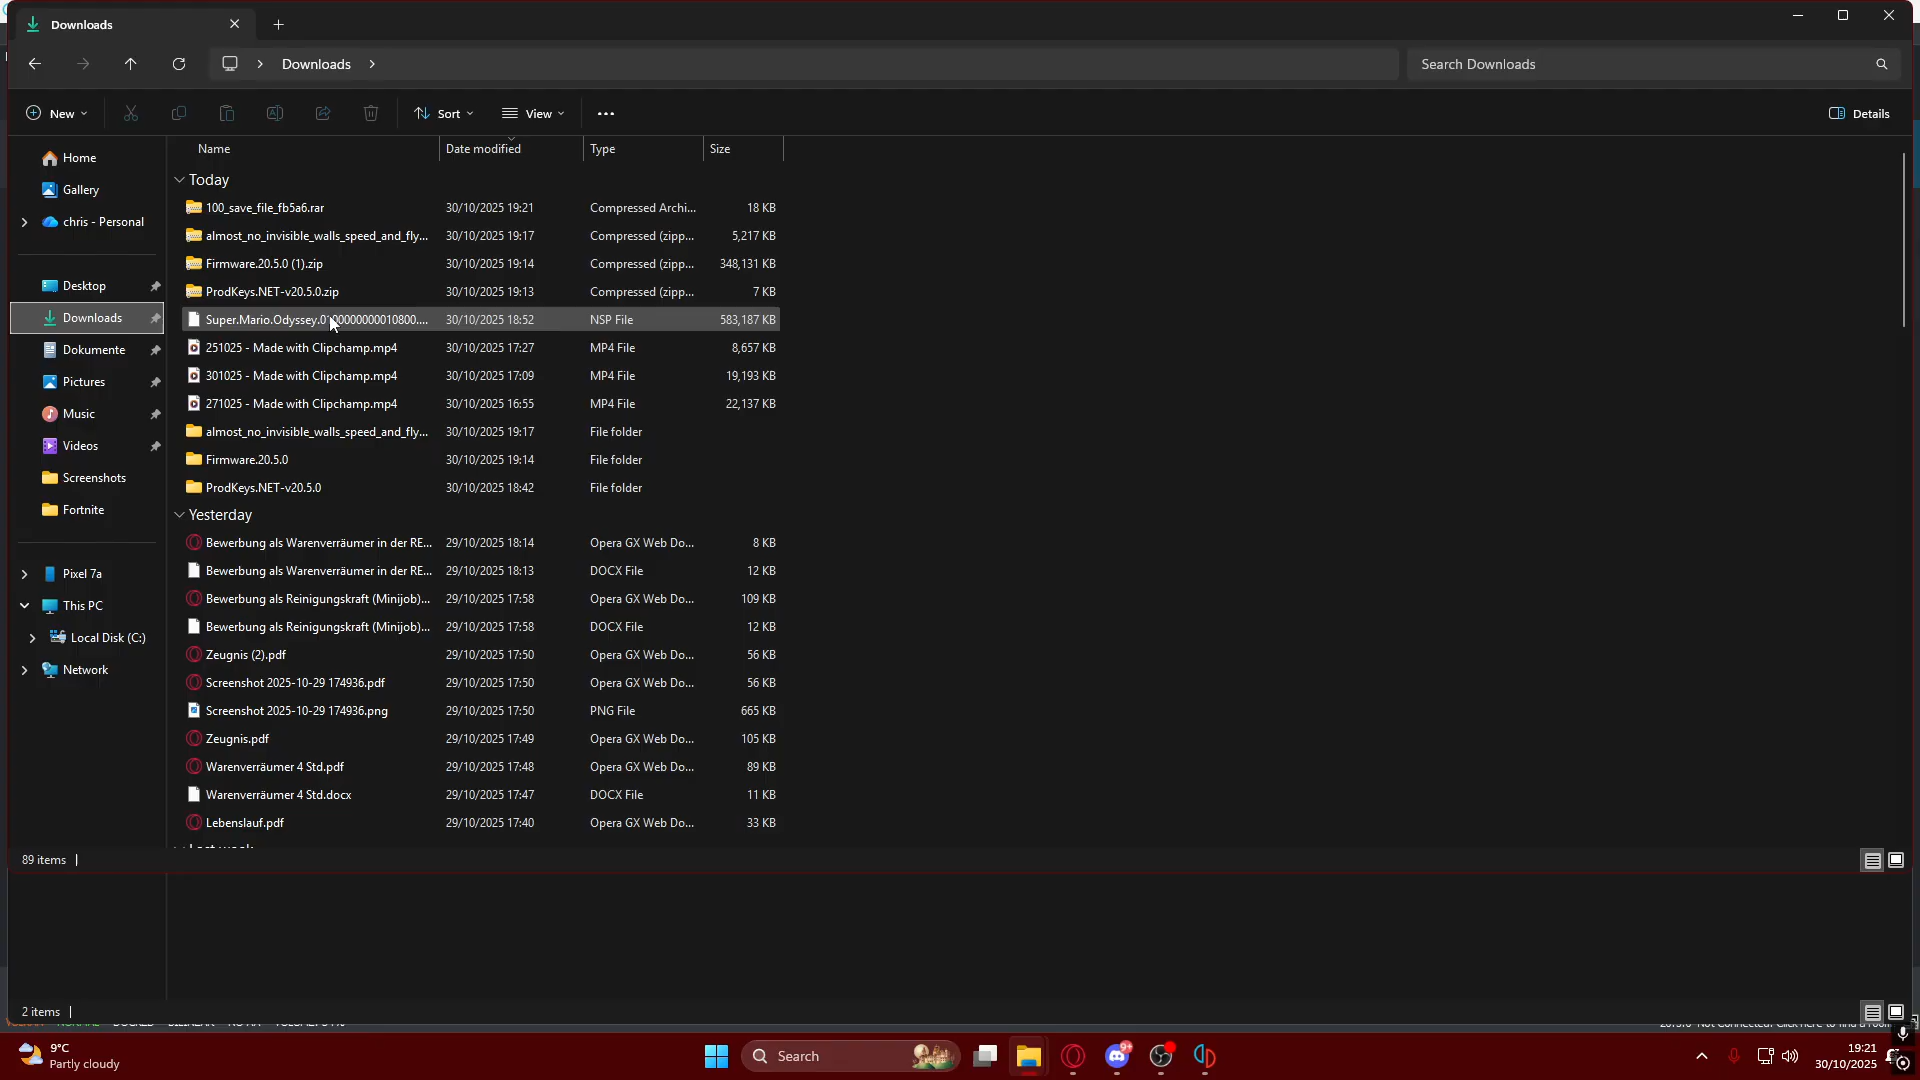 Downloads
Downloads
Search Downloads
New
Sort
View
Details
Name Date modified Type Size
Home
Gallery
chris - Personal
Desktop
Downloads
Dokumente
Pictures
Music
Videos
Screenshots
Fortnite
Pixel 7a
This PC
Local Disk (C:)
Network
Today
100_save_file_fb5a6.rar 30/10/2025 19:21 Compressed Archi... 18 KB
almost_no_invisible_walls_speed_and_fly... 30/10/2025 19:17 Compressed (zipp... 5,217 KB
Firmware.20.5.0 (1).zip 30/10/2025 19:14 Compressed (zipp... 348,131 KB
ProdKeys.NET-v20.5.0.zip 30/10/2025 19:13 Compressed (zipp... 7 KB
Super.Mario.Odyssey.0100000000010800.... 30/10/2025 18:52 NSP File 583,187 KB
251025 - Made with Clipchamp.mp4 30/10/2025 17:27 MP4 File 8,657 KB
301025 - Made with Clipchamp.mp4 30/10/2025 17:09 MP4 File 19,193 KB
271025 - Made with Clipchamp.mp4 30/10/2025 16:55 MP4 File 22,137 KB
almost_no_invisible_walls_speed_and_fly... 30/10/2025 19:17 File folder
Firmware.20.5.0 30/10/2025 19:14 File folder
ProdKeys.NET-v20.5.0 30/10/2025 18:42 File folder
Yesterday
Bewerbung als Warenverräumer in der RE... 29/10/2025 18:14 Opera GX Web Do... 8 KB
Bewerbung als Warenverräumer in der RE... 29/10/2025 18:13 DOCX File 12 KB
Bewerbung als Reinigungskraft (Minijob)... 29/10/2025 17:58 Opera GX Web Do... 109 KB
Bewerbung als Reinigungskraft (Minijob)... 29/10/2025 17:58 DOCX File 12 KB
Zeugnis (2).pdf 29/10/2025 17:50 Opera GX Web Do... 56 KB
Screenshot 2025-10-29 174936.pdf 29/10/2025 17:50 Opera GX Web Do... 56 KB
Screenshot 2025-10-29 174936.png 29/10/2025 17:50 PNG File 665 KB
Zeugnis.pdf 29/10/2025 17:49 Opera GX Web Do... 105 KB
Warenverräumer 4 Std.pdf 29/10/2025 17:48 Opera GX Web Do... 89 KB
Warenverräumer 4 Std.docx 29/10/2025 17:47 DOCX File 11 KB
Lebenslauf.pdf 29/10/2025 17:40 Opera GX Web Do... 33 KB
Last week
89 items
2 items
9°C
Partly cloudy
Search
9+
19:21
30/10/2025